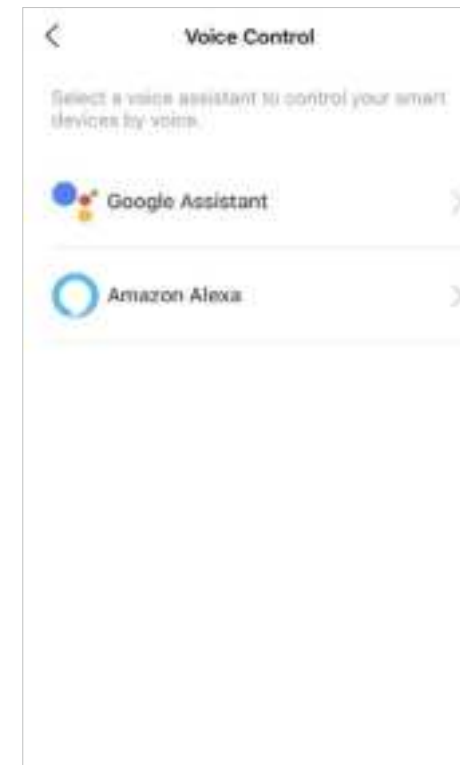 Voice Control
Select a voice assistant to control your smart
devices by voice.
Google Assistant
Amazon Alexa